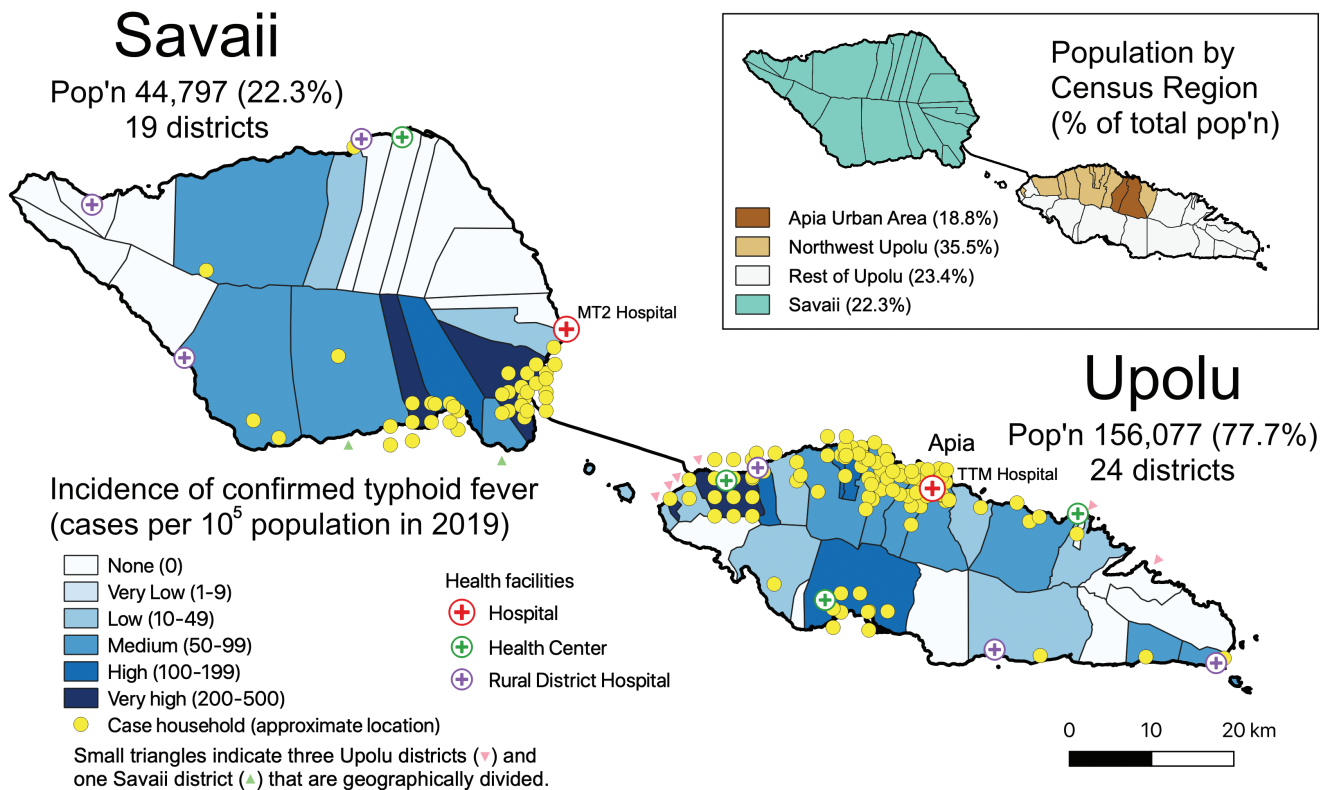 Savaii
Pop'n 44,797 (22.3%)
19 districts
Population by
Census Region
(% of total pop'n)
Apia Urban Area (18.8%)
Northwest Upolu (35.5%)
Rest of Upolu (23.4%)
Savaii (22.3%)
MT2 Hospital
Upolu
Pop'n 156,077 (77.7%)
24 districts
Apia
TTM Hospital
Incidence of confirmed typhoid fever
(cases per 10⁵ population in 2019)
None (0)
Very Low (1-9)
Low (10-49)
Medium (50-99)
High (100-199)
Very high (200-500)
Case household (approximate location)
Small triangles indicate three Upolu districts (▼) and
one Savaii district (▲) that are geographically divided.
Health facilities
Hospital
Health Center
Rural District Hospital
0 10 20 km